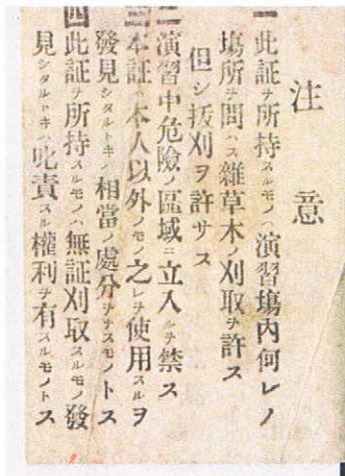 注意
一此証ヲ所持スルモノハ演習場内何レノ
場所ヲ問ハス雑草木ノ刈取ヲ許ス
但シ抜刈ヲ許サス
二演習中危險ノ區域ニ立入ルヲ禁ス
三本証ハ本人以外ノモノ之レヲ使用スルヲ
發見シタルトキハ相當ノ處分ヲナスモノトス
四此証ヲ所持スルモノハ無証刈取スルモノ發
見シタルトキハ叱責スル權利ヲ有スルモノトス